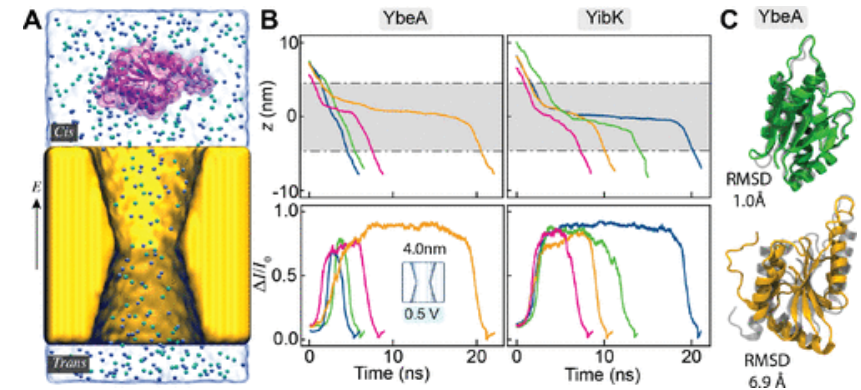 A
B
YbeA
YibK
C
YbeA
Cis
E
Trans
z (nm)
10
0
-10
ΔI/I₀
1.0
0.5
0.0
4.0nm
0.5 V
0
10
20
0
10
20
Time (ns)
Time (ns)
RMSD
1.0Å
RMSD
6.9 Å